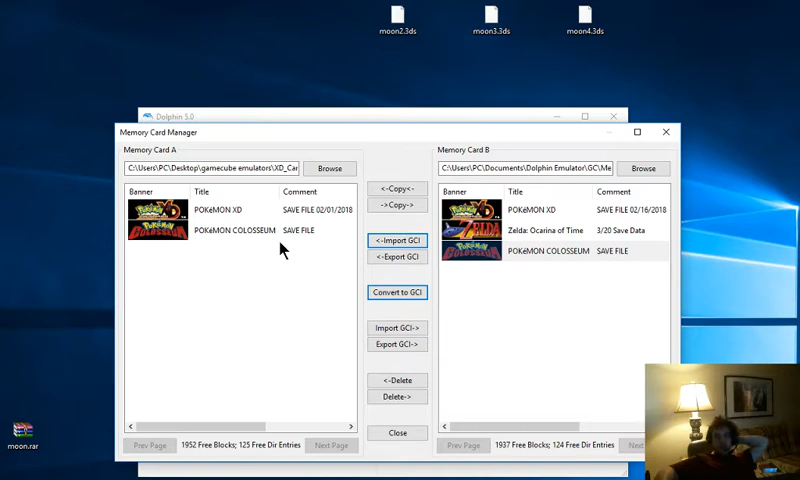 moon2.3ds
moon3.3ds
moon4.3ds
Dolphin 5.0
Memory Card Manager
Memory Card A
C:\Users\PC\Desktop\gamecube emulators\XD_Car
Browse
Banner Title Comment
POKéMON XD SAVE FILE 02/01/2018
POKéMON COLOSSEUM SAVE FILE
Prev Page 1952 Free Blocks; 125 Free Dir Entries Next Page
<-Copy<-
->Copy->
<-Import GCI
<-Export GCI
Convert to GCI
Import GCI->
Export GCI->
<-Delete
Delete->
Close
Memory Card B
C:\Users\PC\Documents\Dolphin Emulator\GC\Me
Browse
Banner Title Comment
POKéMON XD SAVE FILE 02/16/2018
ZELDA Zelda: Ocarina of Time 3/20 Save Data
POKéMON COLOSSEUM SAVE FILE
Prev Page 1937 Free Blocks; 124 Free Dir Entries
moon.rar